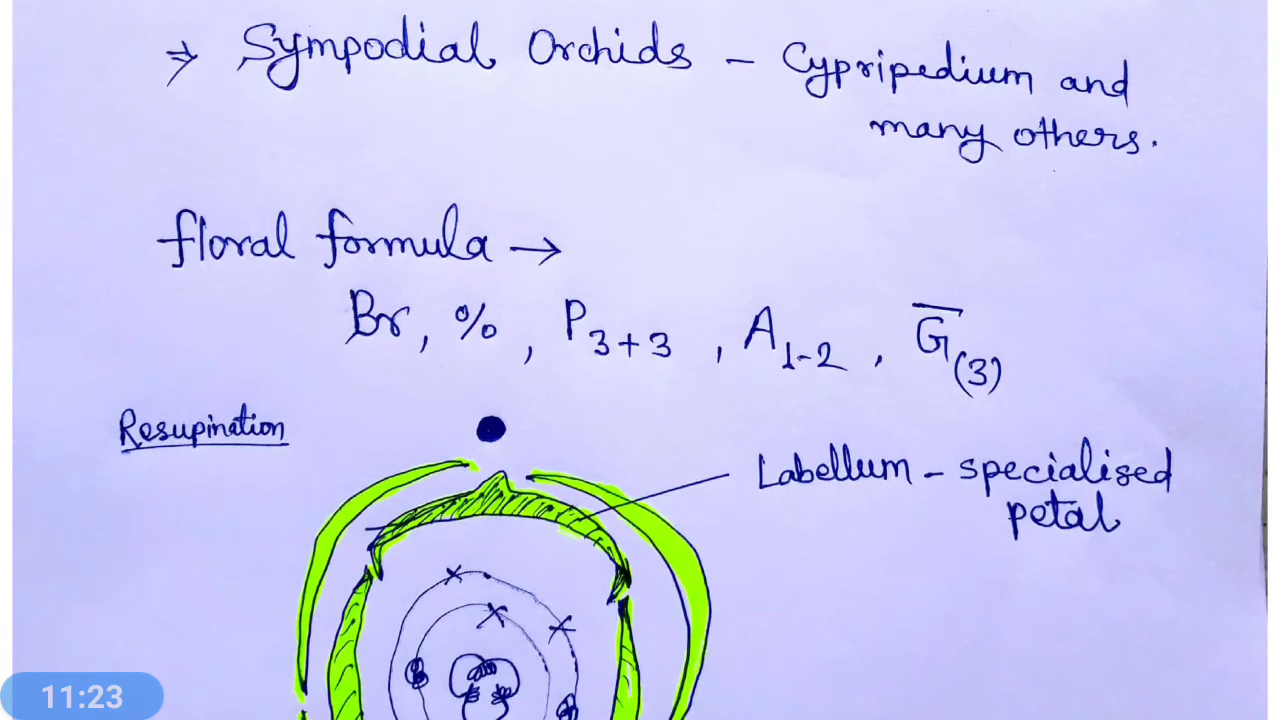 → Sympodial Orchids - Cypripedium and
many others.
floral formula →
Br, %, P3+3, A1-2, G̅(3)
Resupination
Labellum - specialised
petal
11:23